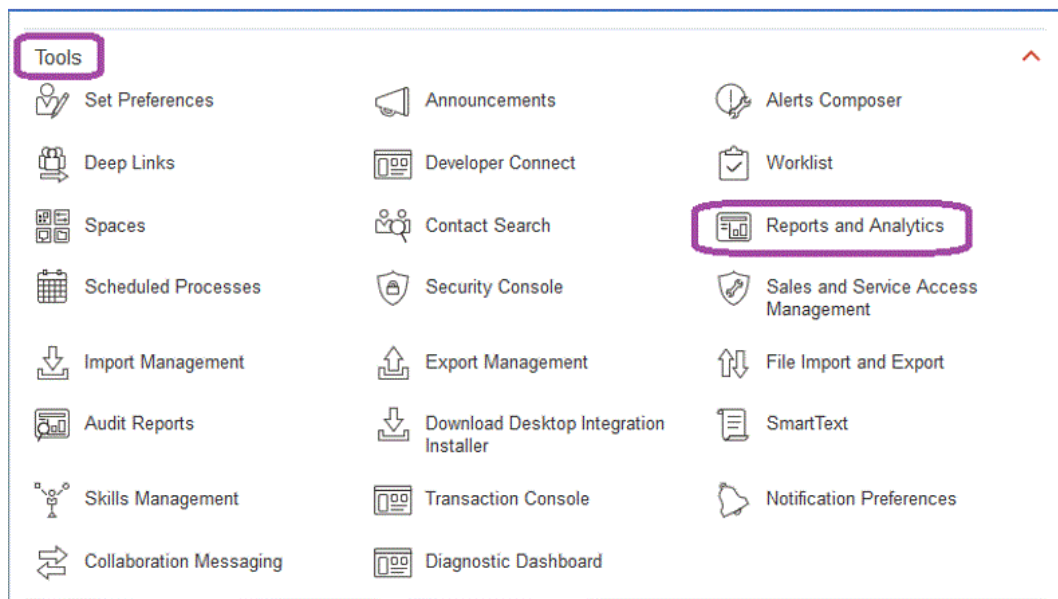 Tools
Set Preferences
Announcements
Alerts Composer
Deep Links
Developer Connect
Worklist
Spaces
Contact Search
Reports and Analytics
Scheduled Processes
Security Console
Sales and Service Access
Management
Import Management
Export Management
File Import and Export
Audit Reports
Download Desktop Integration
Installer
SmartText
Skills Management
Transaction Console
Notification Preferences
Collaboration Messaging
Diagnostic Dashboard